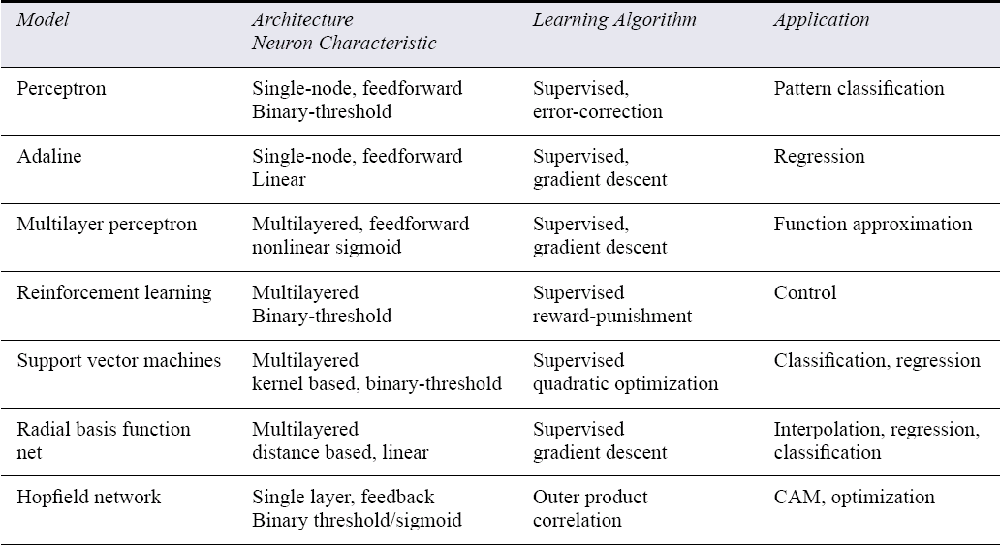 Model Architecture Learning Algorithm Application
Neuron Characteristic
Perceptron Single-node, feedforward Supervised, Pattern classification
Binary-threshold error-correction
Adaline Single-node, feedforward Supervised, Regression
Linear gradient descent
Multilayer perceptron Multilayered, feedforward Supervised, Function approximation
nonlinear sigmoid gradient descent
Reinforcement learning Multilayered Supervised Control
Binary-threshold reward-punishment
Support vector machines Multilayered Supervised Classification, regression
kernel based, binary-threshold quadratic optimization
Radial basis function Multilayered Supervised Interpolation, regression,
net distance based, linear gradient descent classification
Hopfield network Single layer, feedback Outer product CAM, optimization
Binary threshold/sigmoid correlation